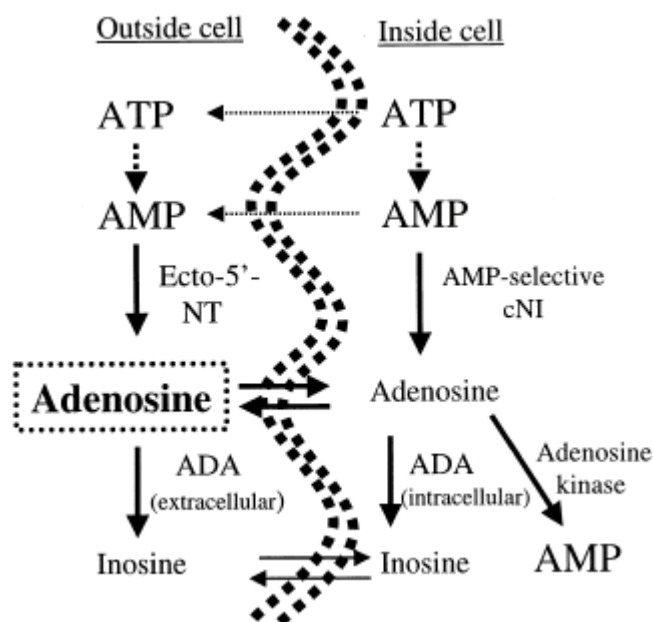 Outside cell
Inside cell
ATP
ATP
AMP
AMP
Ecto-5’-
NT
AMP-selective
cNI
Adenosine
Adenosine
ADA
(extracellular)
ADA
(intracellular)
Adenosine
kinase
Inosine
Inosine
AMP